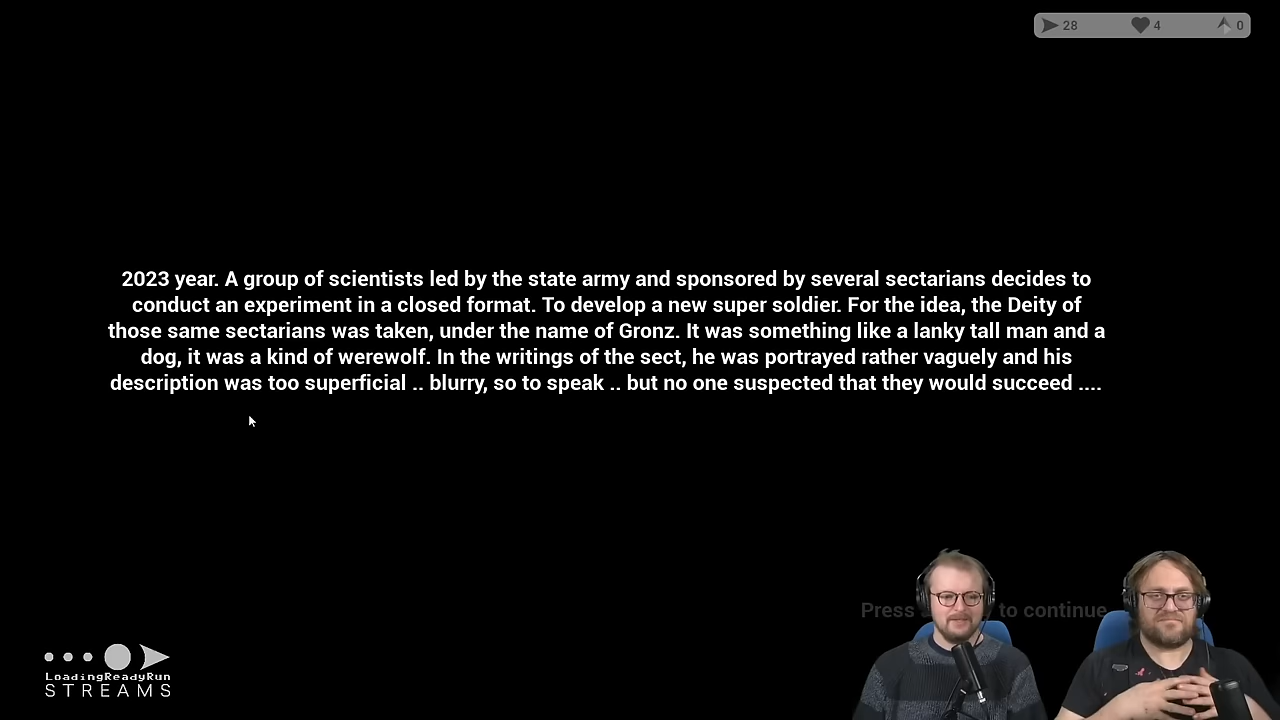 28 4 0
2023 year. A group of scientists led by the state army and sponsored by several sectarians decides to
conduct an experiment in a closed format. To develop a new super soldier. For the idea, the Deity of
those same sectarians was taken, under the name of Gronz. It was something like a lanky tall man and a
dog, it was a kind of werewolf. In the writings of the sect, he was portrayed rather vaguely and his
description was too superficial .. blurry, so to speak .. but no one suspected that they would succeed ....
Press to continue
LoadingReadyRun
STREAMS